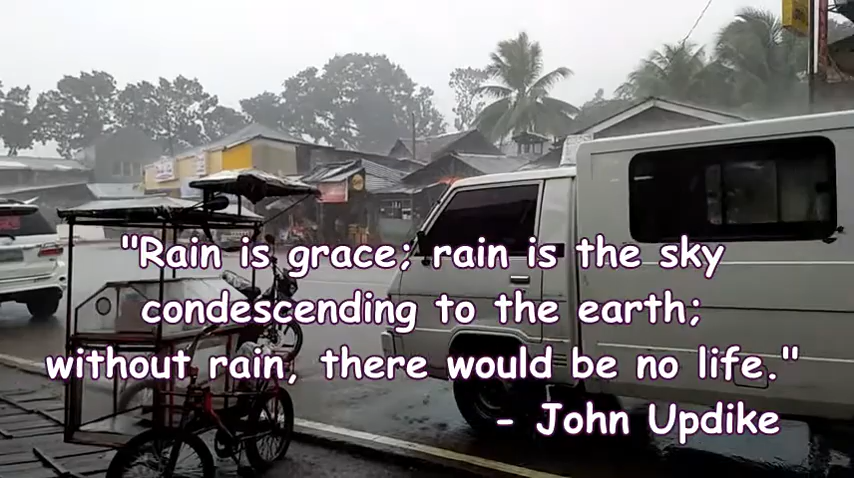 "Rain is grace; rain is the sky
condescending to the earth;
without rain, there would be no life."
- John Updike